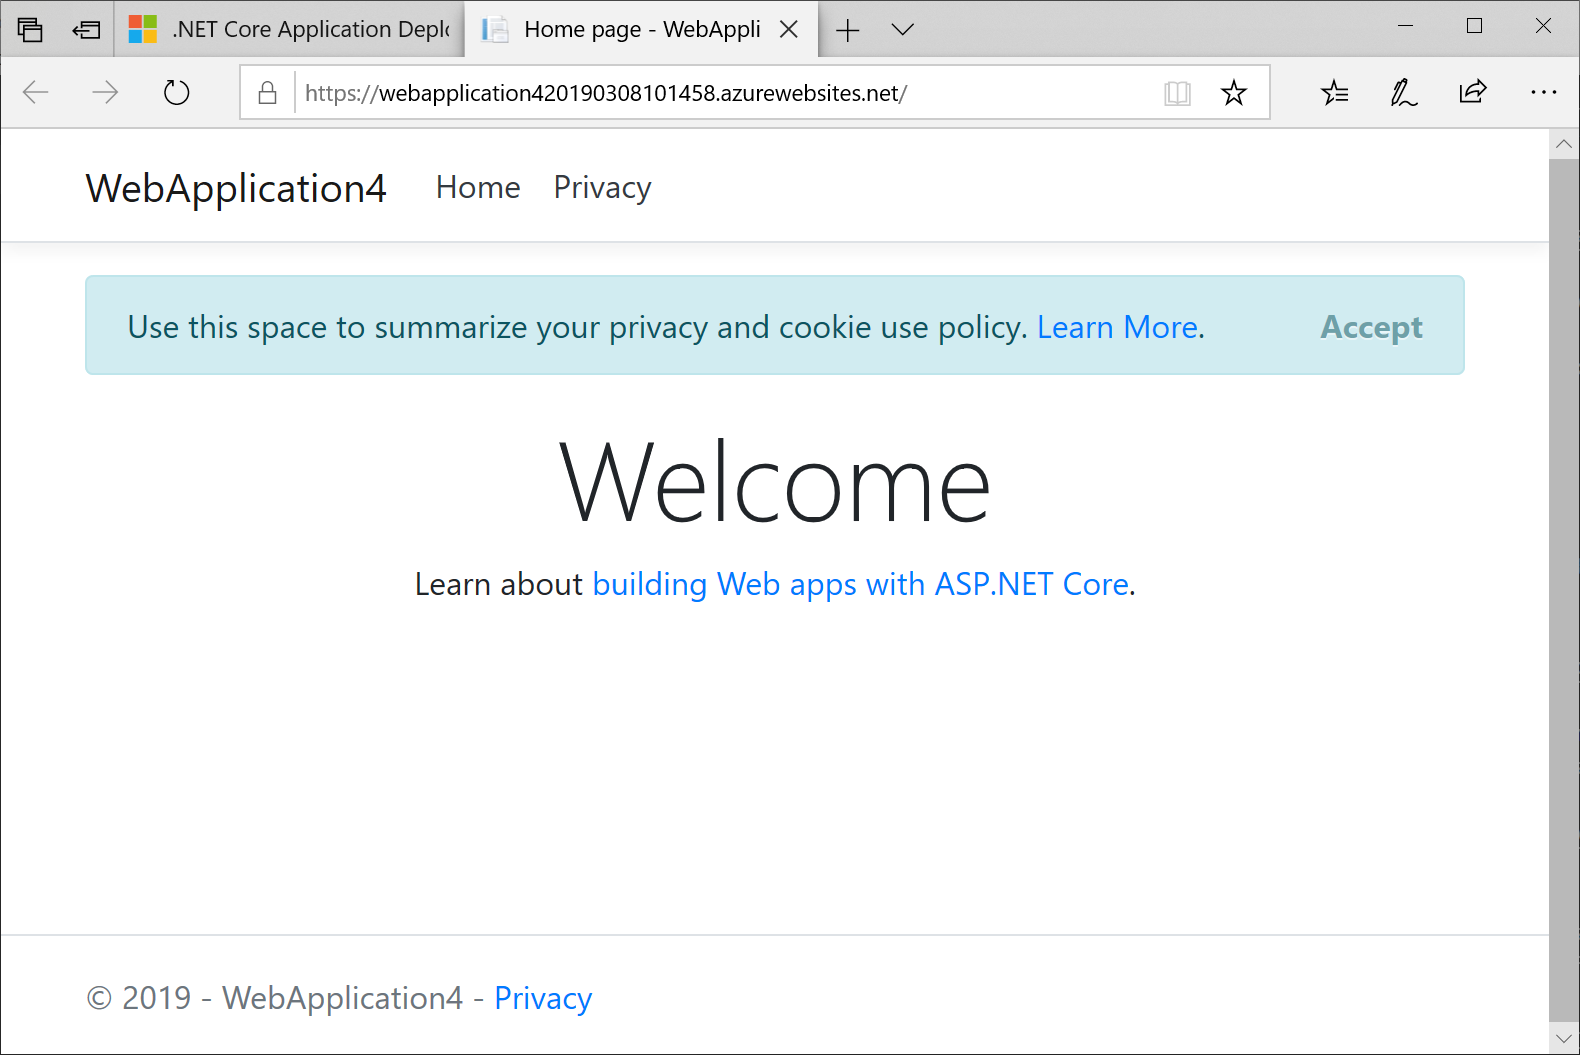 .NET Core Application Deplo
Home page - WebAppli
https://webapplication420190308101458.azurewebsites.net/
WebApplication4 Home Privacy
Use this space to summarize your privacy and cookie use policy. Learn More. Accept
Welcome
Learn about building Web apps with ASP.NET Core.
© 2019 - WebApplication4 - Privacy